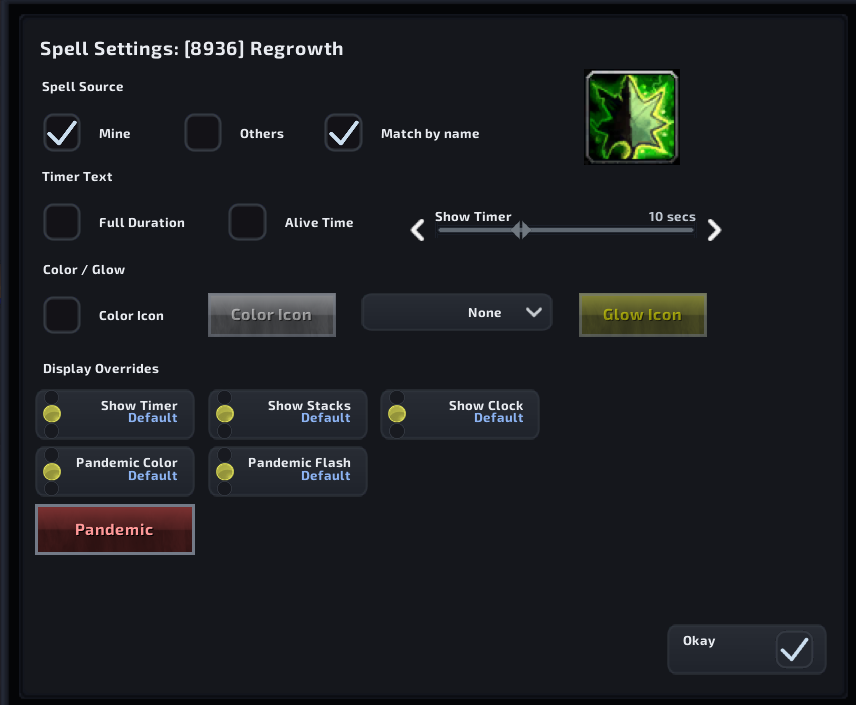 Spell Settings: [8936] Regrowth
Spell Source
Mine
Others
Match by name
Timer Text
Full Duration
Alive Time
Show Timer
10 secs
Color / Glow
Color Icon
Color Icon
None
Glow Icon
Display Overrides
Show Timer
Default
Show Stacks
Default
Show Clock
Default
Pandemic Color
Default
Pandemic Flash
Default
Pandemic
Okay